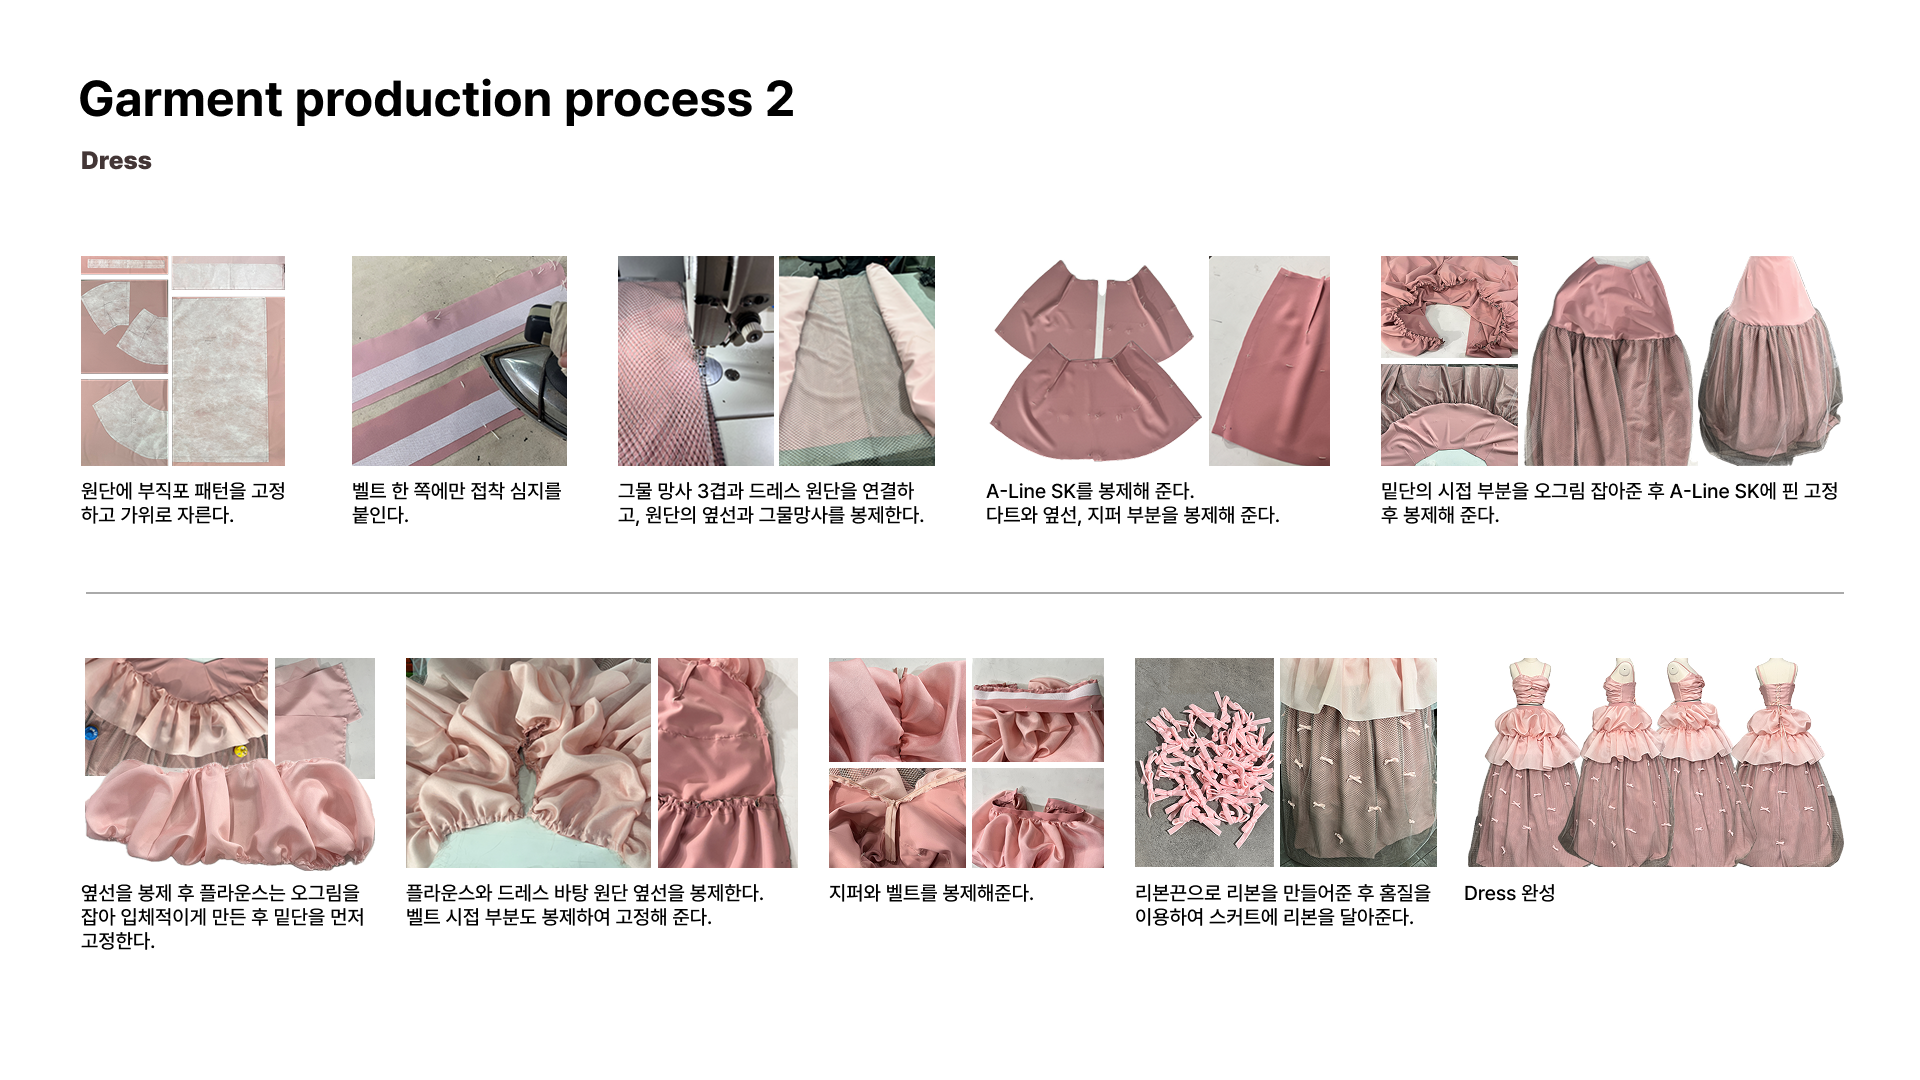 Garment production process 2
Dress
원단에 부직포 패턴을 고정
하고 가위로 자른다.
벨트 한 쪽에만 접착 심지를
붙인다.
그물 망사 3겹과 드레스 원단을 연결하
고, 원단의 옆선과 그물망사를 봉제한다.
A-Line SK를 봉제해 준다.
다트와 옆선, 지퍼 부분을 봉제해 준다.
밑단의 시접 부분을 오그림 잡아준 후 A-Line SK에 핀 고정
후 봉제해 준다.
옆선을 봉제 후 플라운스는 오그림을
잡아 입체적이게 만든 후 밑단을 먼저
고정한다.
플라운스와 드레스 바탕 원단 옆선을 봉제한다.
벨트 시접 부분도 봉제하여 고정해 준다.
지퍼와 벨트를 봉제해준다.
리본끈으로 리본을 만들어준 후 홈질을
이용하여 스커트에 리본을 달아준다.
Dress 완성